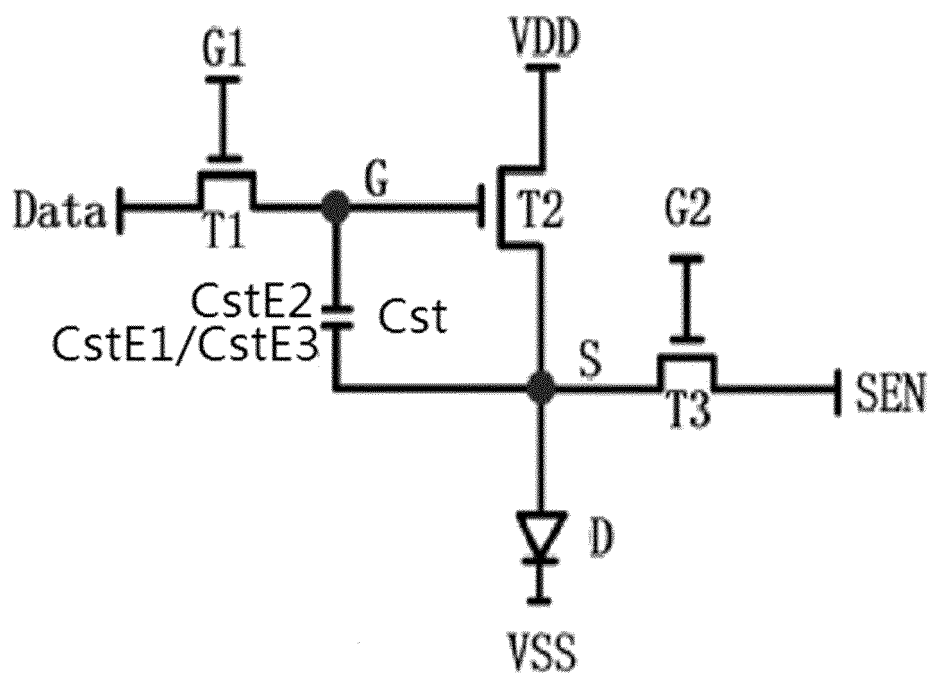 G1
VDD
Data
T1
G
T2
G2
CstE2
CstE1/CstE3
Cst
S
T3
SEN
D
VSS